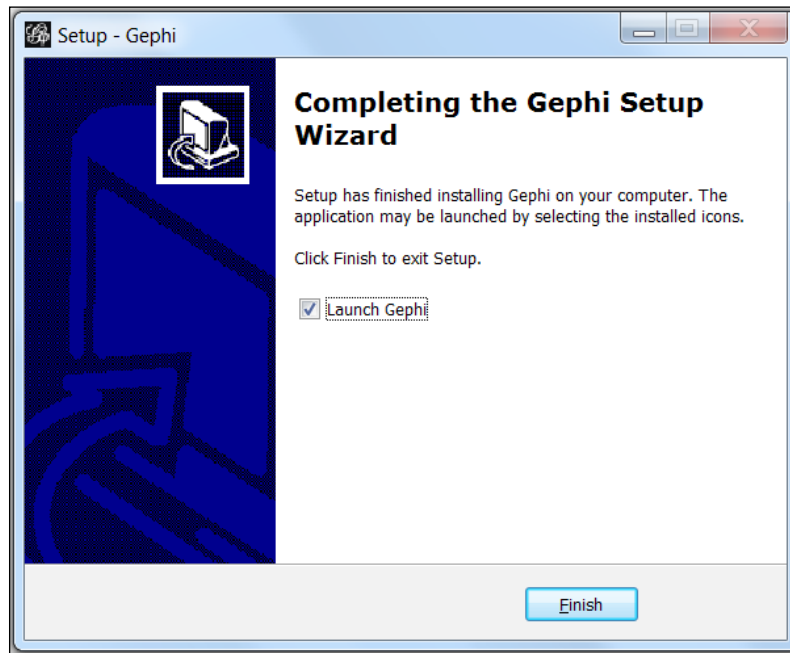 Setup - Gephi
Completing the Gephi Setup
Wizard
Setup has finished installing Gephi on your computer. The
application may be launched by selecting the installed icons.
Click Finish to exit Setup.
Launch Gephi
Finish